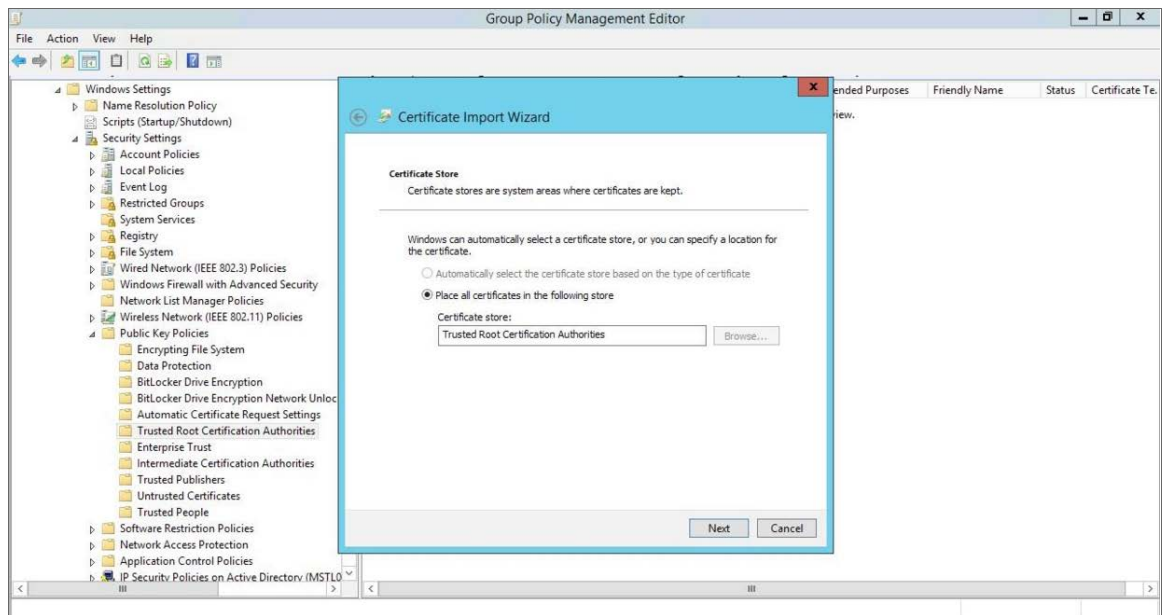 Group Policy Management Editor
File Action View Help
Windows Settings
Name Resolution Policy
Scripts (Startup/Shutdown)
Security Settings
Account Policies
Local Policies
Event Log
Restricted Groups
System Services
Registry
File System
Wired Network (IEEE 802.3) Policies
Windows Firewall with Advanced Security
Network List Manager Policies
Wireless Network (IEEE 802.11) Policies
Public Key Policies
Encrypting File System
Data Protection
BitLocker Drive Encryption
BitLocker Drive Encryption Network Unloc
Automatic Certificate Request Settings
Trusted Root Certification Authorities
Enterprise Trust
Intermediate Certification Authorities
Trusted Publishers
Untrusted Certificates
Trusted People
Software Restriction Policies
Network Access Protection
Application Control Policies
IP Security Policies on Active Directory (MSTLO
ended Purposes Friendly Name Status Certificate Te.
view.
Certificate Import Wizard
Certificate Store
Certificate stores are system areas where certificates are kept.
Windows can automatically select a certificate store, or you can specify a location for
the certificate.
Automatically select the certificate store based on the type of certificate
Place all certificates in the following store
Certificate store:
Trusted Root Certification Authorities
Browse...
Next Cancel